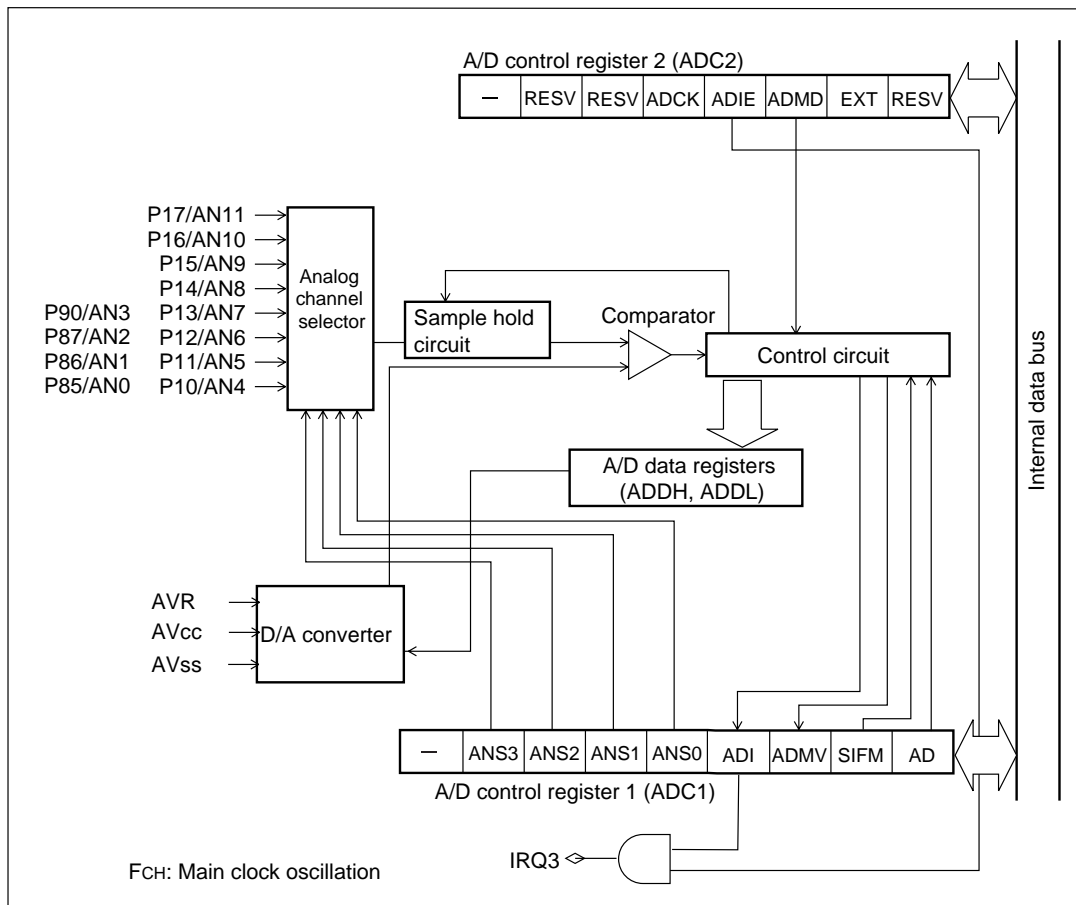 A/D control register 2 (ADC2)
— RESV RESV ADCK ADIE ADMD EXT RESV
P17/AN11
P16/AN10
P15/AN9
P14/AN8
P90/AN3 P13/AN7
P87/AN2 P12/AN6
P86/AN1 P11/AN5
P85/AN0 P10/AN4
Analog
channel
selector
Sample hold
circuit
Comparator
Control circuit
Internal data bus
A/D data registers
(ADDH, ADDL)
AVR
AVcc
AVss
D/A converter
— ANS3 ANS2 ANS1 ANS0 ADI ADMV SIFM AD
A/D control register 1 (ADC1)
IRQ3
FCH: Main clock oscillation